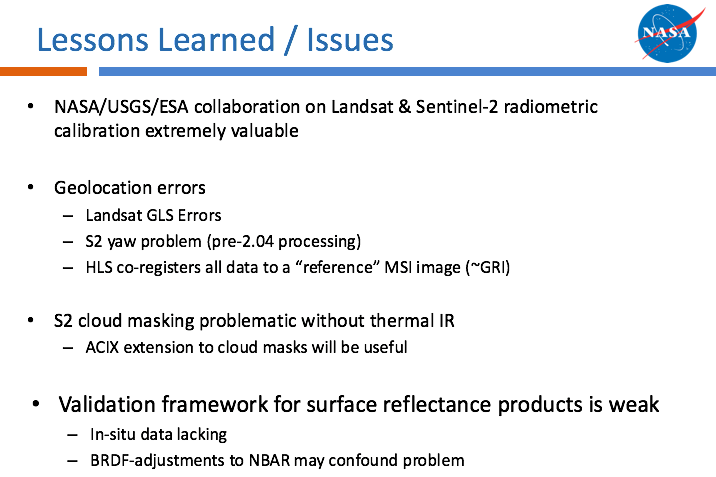 Lessons Learned / Issues
NASA
• NASA/USGS/ESA collaboration on Landsat & Sentinel-2 radiometric
calibration extremely valuable
• Geolocation errors
– Landsat GLS Errors
– S2 yaw problem (pre-2.04 processing)
– HLS co-registers all data to a “reference” MSI image (~GRI)
• S2 cloud masking problematic without thermal IR
– ACIX extension to cloud masks will be useful
• Validation framework for surface reflectance products is weak
– In-situ data lacking
– BRDF-adjustments to NBAR may confound problem